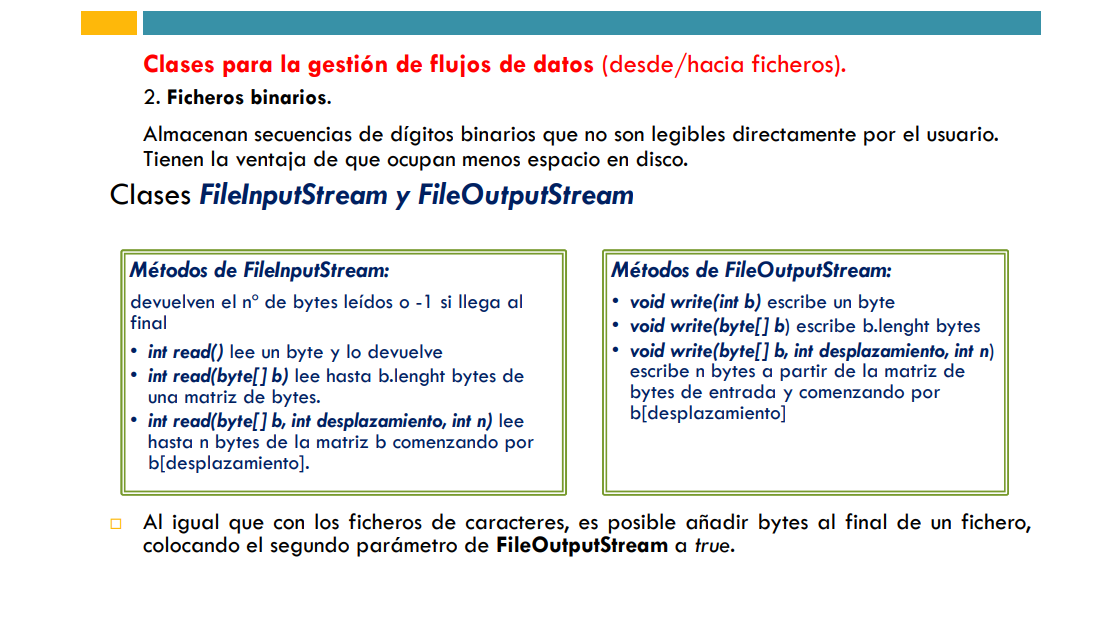 Clases para la gestión de flujos de datos (desde/hacia ficheros).
2. Ficheros binarios.
Almacenan secuencias de dígitos binarios que no son legibles directamente por el usuario.
Tienen la ventaja de que ocupan menos espacio en disco.
Clases FileInputStream y FileOutputStream
Métodos de FileInputStream:
devuelven el nº de bytes leídos o -1 si llega al
final
• int read() lee un byte y lo devuelve
• int read(byte[] b) lee hasta b.lenght bytes de
una matriz de bytes.
• int read(byte[] b, int desplazamiento, int n) lee
hasta n bytes de la matriz b comenzando por
b[desplazamiento].
Métodos de FileOutputStream:
• void write(int b) escribe un byte
• void write(byte[] b) escribe b.lenght bytes
• void write(byte[] b, int desplazamiento, int n)
escribe n bytes a partir de la matriz de
bytes de entrada y comenzando por
b[desplazamiento]
Al igual que con los ficheros de caracteres, es posible añadir bytes al final de un fichero,
colocando el segundo parámetro de FileOutputStream a true.